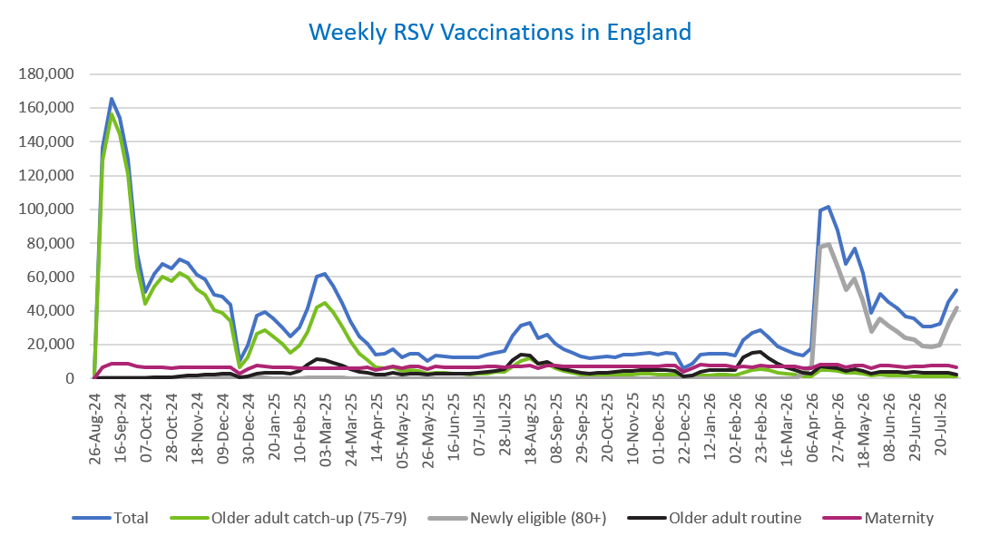 Weekly RSV Vaccinations in England
180,000
160,000
140,000
120,000
100,000
80,000
60,000
40,000
20,000
0
26-Aug-24
16-Sep-24
07-Oct-24
28-Oct-24
18-Nov-24
09-Dec-24
30-Dec-24
20-Jan-25
10-Feb-25
03-Mar-25
24-Mar-25
14-Apr-25
05-May-25
26-May-25
16-Jun-25
07-Jul-25
28-Jul-25
18-Aug-25
08-Sep-25
29-Sep-25
20-Oct-25
10-Nov-25
01-Dec-25
22-Dec-25
12-Jan-26
02-Feb-26
23-Feb-26
16-Mar-26
06-Apr-26
27-Apr-26
18-May-26
08-Jun-26
29-Jun-26
20-Jul-26
Total
Older adult catch-up (75-79)
Newly eligible (80+)
Older adult routine
Maternity